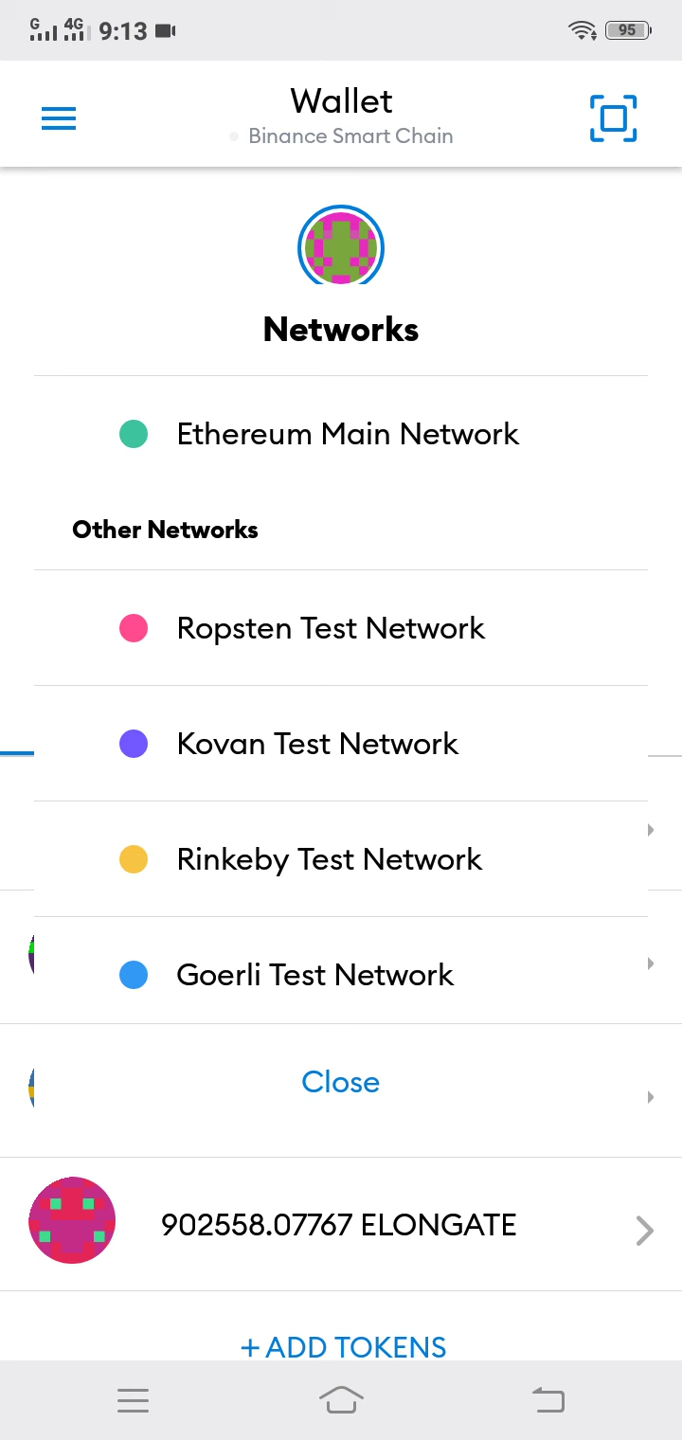 G 4G 9:13 95
Wallet
Binance Smart Chain
Networks
Ethereum Main Network
Other Networks
Ropsten Test Network
Kovan Test Network
Rinkeby Test Network
Goerli Test Network
Close
902558.07767 ELONGATE
+ ADD TOKENS